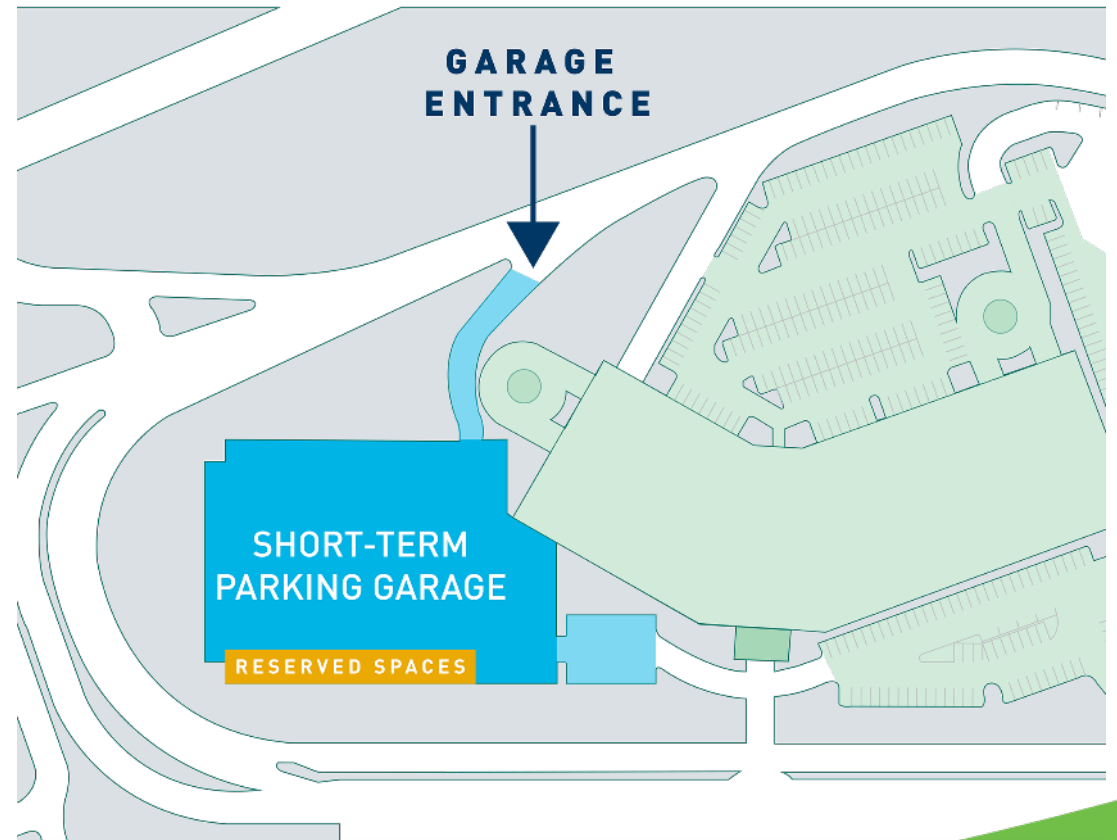 GARAGE
ENTRANCE
SHORT-TERM
PARKING GARAGE
RESERVED SPACES